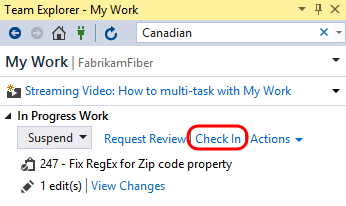 Team Explorer - My Work
Canadian
My Work | FabrikamFiber
Streaming Video: How to multi-task with My Work
In Progress Work
Suspend Request Review Check In Actions
247 - Fix RegEx for Zip code property
1 edit(s) | View Changes